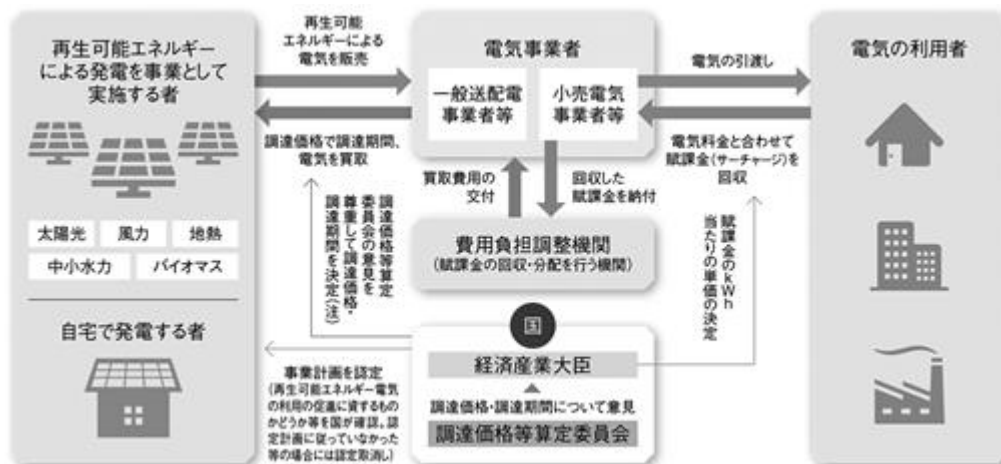 再生可能エネルギー
による発電を事業として
実施する者
太陽光
風力
地熱
中小水力
バイオマス
自宅で発電する者
再生可能
エネルギーによる
電気を販売
調達価格で調達期間、
電気を買取
電気事業者
一般送配電
事業者等
小売電気
事業者等
電気の引渡し
電気料金と合わせて
賦課金(サーチャージ)を
回収
電気の利用者
買取費用の
交付
回収した
賦課金を納付
費用負担調整機関
(賦課金の回収・分配を行う機関)
調達価格等算定
委員会の意見を
尊重して調達価格・
調達期間を決定(注)
賦課金のkWh
当たりの単価の決定
国
経済産業大臣
調達価格・調達期間について意見
調達価格等算定委員会
事業計画を認定
(再生可能エネルギー電気
の利用の促進に資するもの
かどうか等を国が確認。認
定計画に従っていなかった
等の場合には認定取消し)